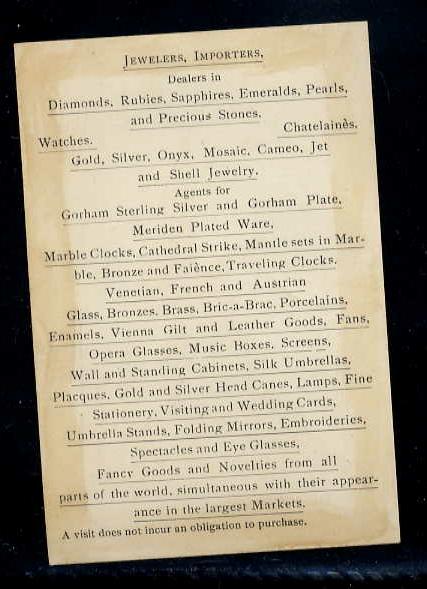 JEWELERS, IMPORTERS,
Dealers in
Diamonds, Rubies, Sapphires, Emeralds, Pearls,
and Precious Stones.
Watches. Chatelainès.
Gold, Silver, Onyx, Mosaic, Cameo, Jet
and Shell Jewelry.
Agents for
Gorham Sterling Silver and Gorham Plate,
Meriden Plated Ware,
Marble Clocks, Cathedral Strike, Mantle sets in Mar-
ble, Bronze and Faiènce, Traveling Clocks.
Venetian, French and Austrian
Glass, Bronzes, Brass, Bric-a-Brac, Porcelains,
Enamels, Vienna Gilt and Leather Goods, Fans,
Opera Glasses, Music Boxes, Screens,
Wall and Standing Cabinets, Silk Umbrellas,
Placques, Gold and Silver Head Canes, Lamps, Fine
Stationery, Visiting and Wedding Cards,
Umbrella Stands, Folding Mirrors, Embroideries,
Spectacles and Eye Glasses,
Fancy Goods and Novelties from all
parts of the world, simultaneous with their appear-
ance in the largest Markets.
A visit does not incur an obligation to purchase.